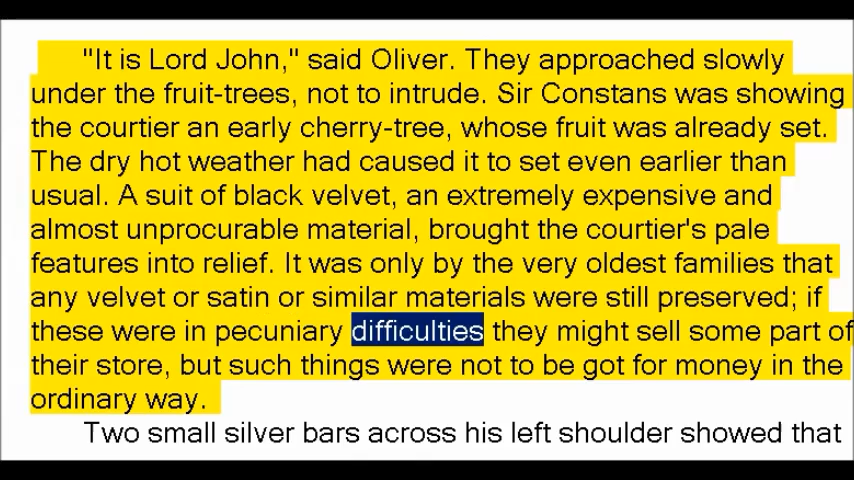 "It is Lord John," said Oliver. They approached slowly
under the fruit-trees, not to intrude. Sir Constans was showing
the courtier an early cherry-tree, whose fruit was already set.
The dry hot weather had caused it to set even earlier than
usual. A suit of black velvet, an extremely expensive and
almost unprocurable material, brought the courtier's pale
features into relief. It was only by the very oldest families that
any velvet or satin or similar materials were still preserved; if
these were in pecuniary difficulties they might sell some part of
their store, but such things were not to be got for money in the
ordinary way.
Two small silver bars across his left shoulder showed that